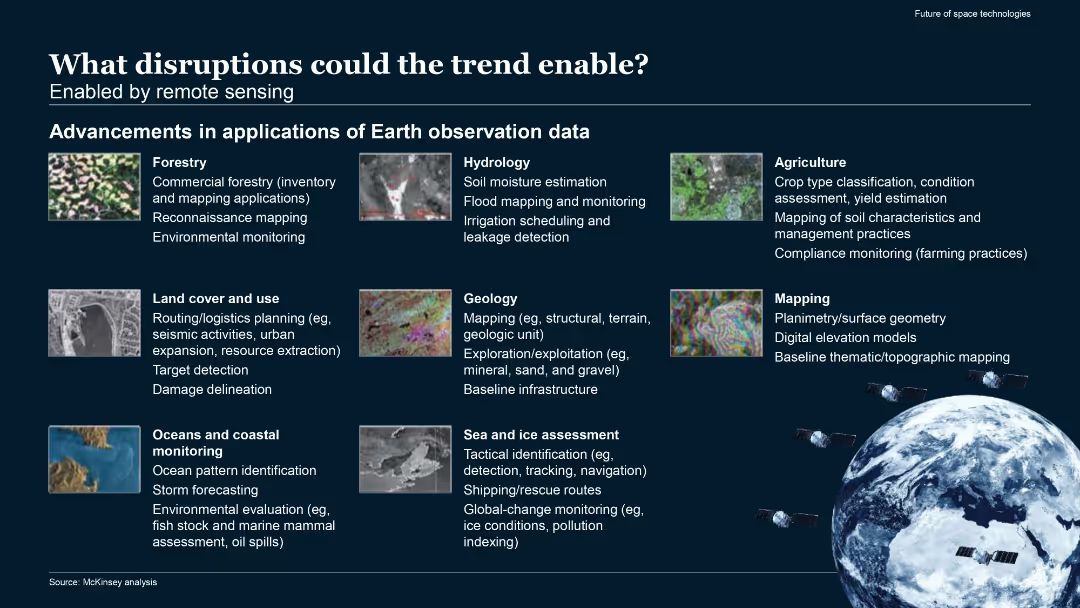 Future of space technologies
What disruptions could the trend enable?
Enabled by remote sensing
Advancements in applications of Earth observation data
Forestry
Commercial forestry (inventory
and mapping applications)
Reconnaissance mapping
Environmental monitoring
Hydrology
Soil moisture estimation
Flood mapping and monitoring
Irrigation scheduling and
leakage detection
Agriculture
Crop type classification, condition
assessment, yield estimation
Mapping of soil characteristics and
management practices
Compliance monitoring (farming practices)
Land cover and use
Routing/logistics planning (eg,
seismic activities, urban
expansion, resource extraction)
Target detection
Damage delineation
Geology
Mapping (eg, structural, terrain,
geologic unit)
Exploration/exploitation (eg,
mineral, sand, and gravel)
Baseline infrastructure
Mapping
Planimetry/surface geometry
Digital elevation models
Baseline thematic/topographic mapping
Oceans and coastal
monitoring
Ocean pattern identification
Storm forecasting
Environmental evaluation (eg,
fish stock and marine mammal
assessment, oil spills)
Sea and ice assessment
Tactical identification (eg,
detection, tracking, navigation)
Shipping/rescue routes
Global-change monitoring (eg,
ice conditions, pollution
indexing)
Source: McKinsey analysis